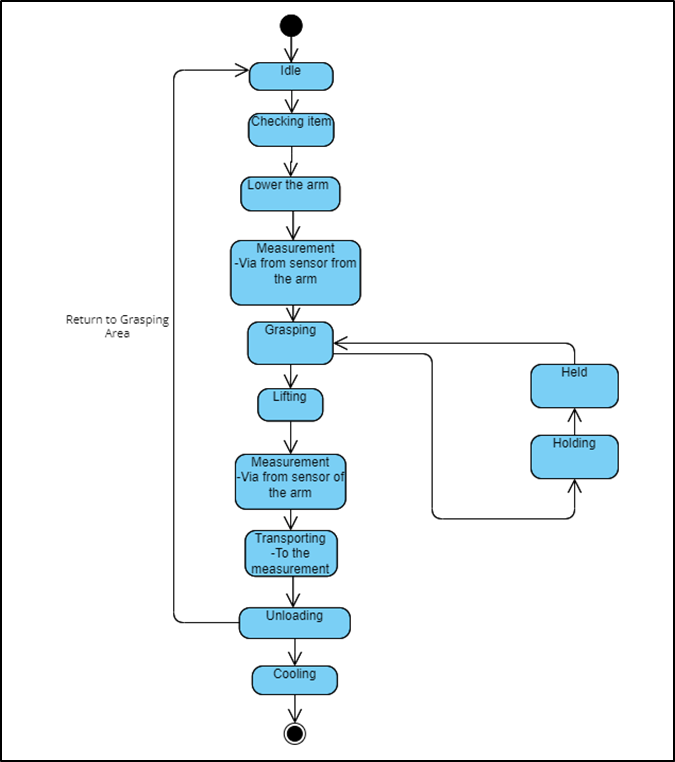 Idle
Checking item
Lower the arm
Measurement
-Via from sensor from
the arm
Return to Grasping
Area
Grasping
Held
Lifting
Holding
Measurement
-Via from sensor of
the arm
Transporting
-To the
measurement
Unloading
Cooling